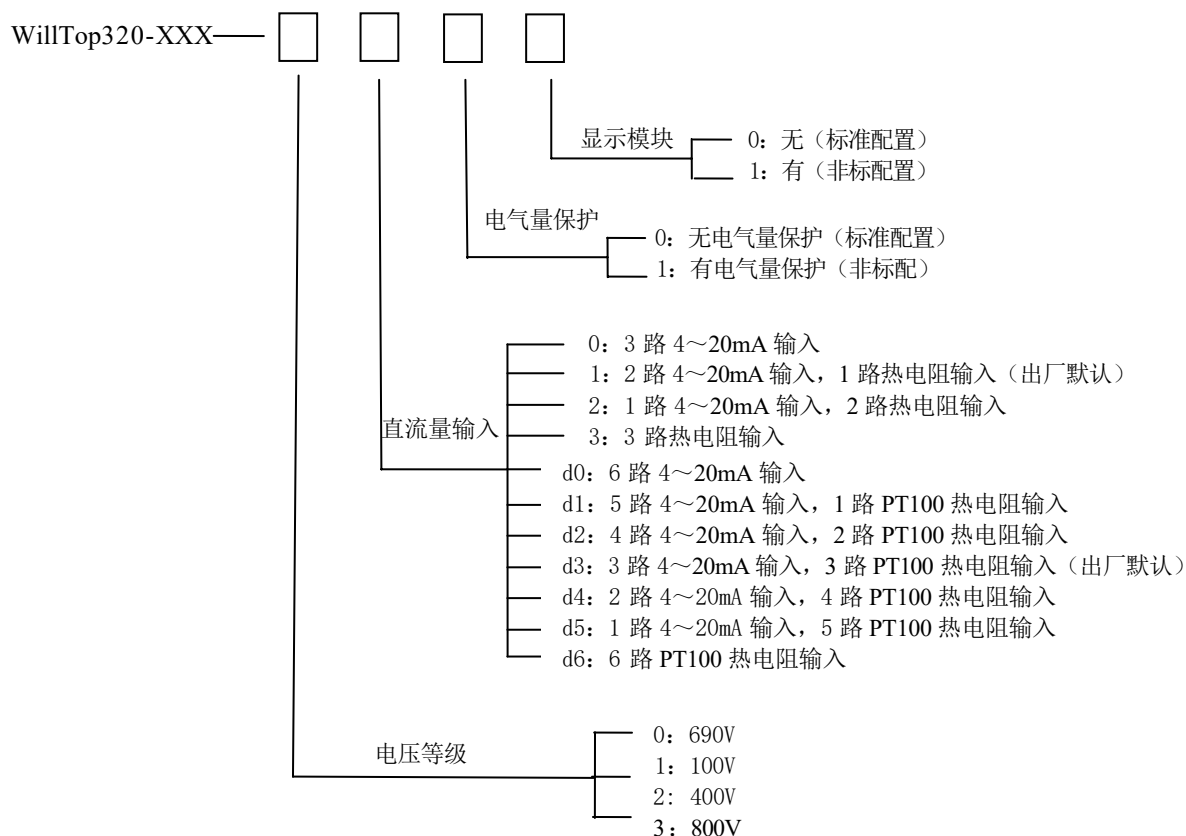 WillTop320-XXX
显示模块
0：无（标准配置）
1：有（非标配置）
电气量保护
0：无电气量保护（标准配置）
1：有电气量保护（非标配）
直流量输入
0：3 路 4～20mA 输入
1：2 路 4～20mA 输入，1 路热电阻输入（出厂默认）
2：1 路 4～20mA 输入，2 路热电阻输入
3：3 路热电阻输入
d0：6 路 4～20mA 输入
d1：5 路 4～20mA 输入，1 路 PT100 热电阻输入
d2：4 路 4～20mA 输入，2 路 PT100 热电阻输入
d3：3 路 4～20mA 输入，3 路 PT100 热电阻输入（出厂默认）
d4：2 路 4～20mA 输入，4 路 PT100 热电阻输入
d5：1 路 4～20mA 输入，5 路 PT100 热电阻输入
d6：6 路 PT100 热电阻输入
电压等级
0：690V
1：100V
2: 400V
3：800V